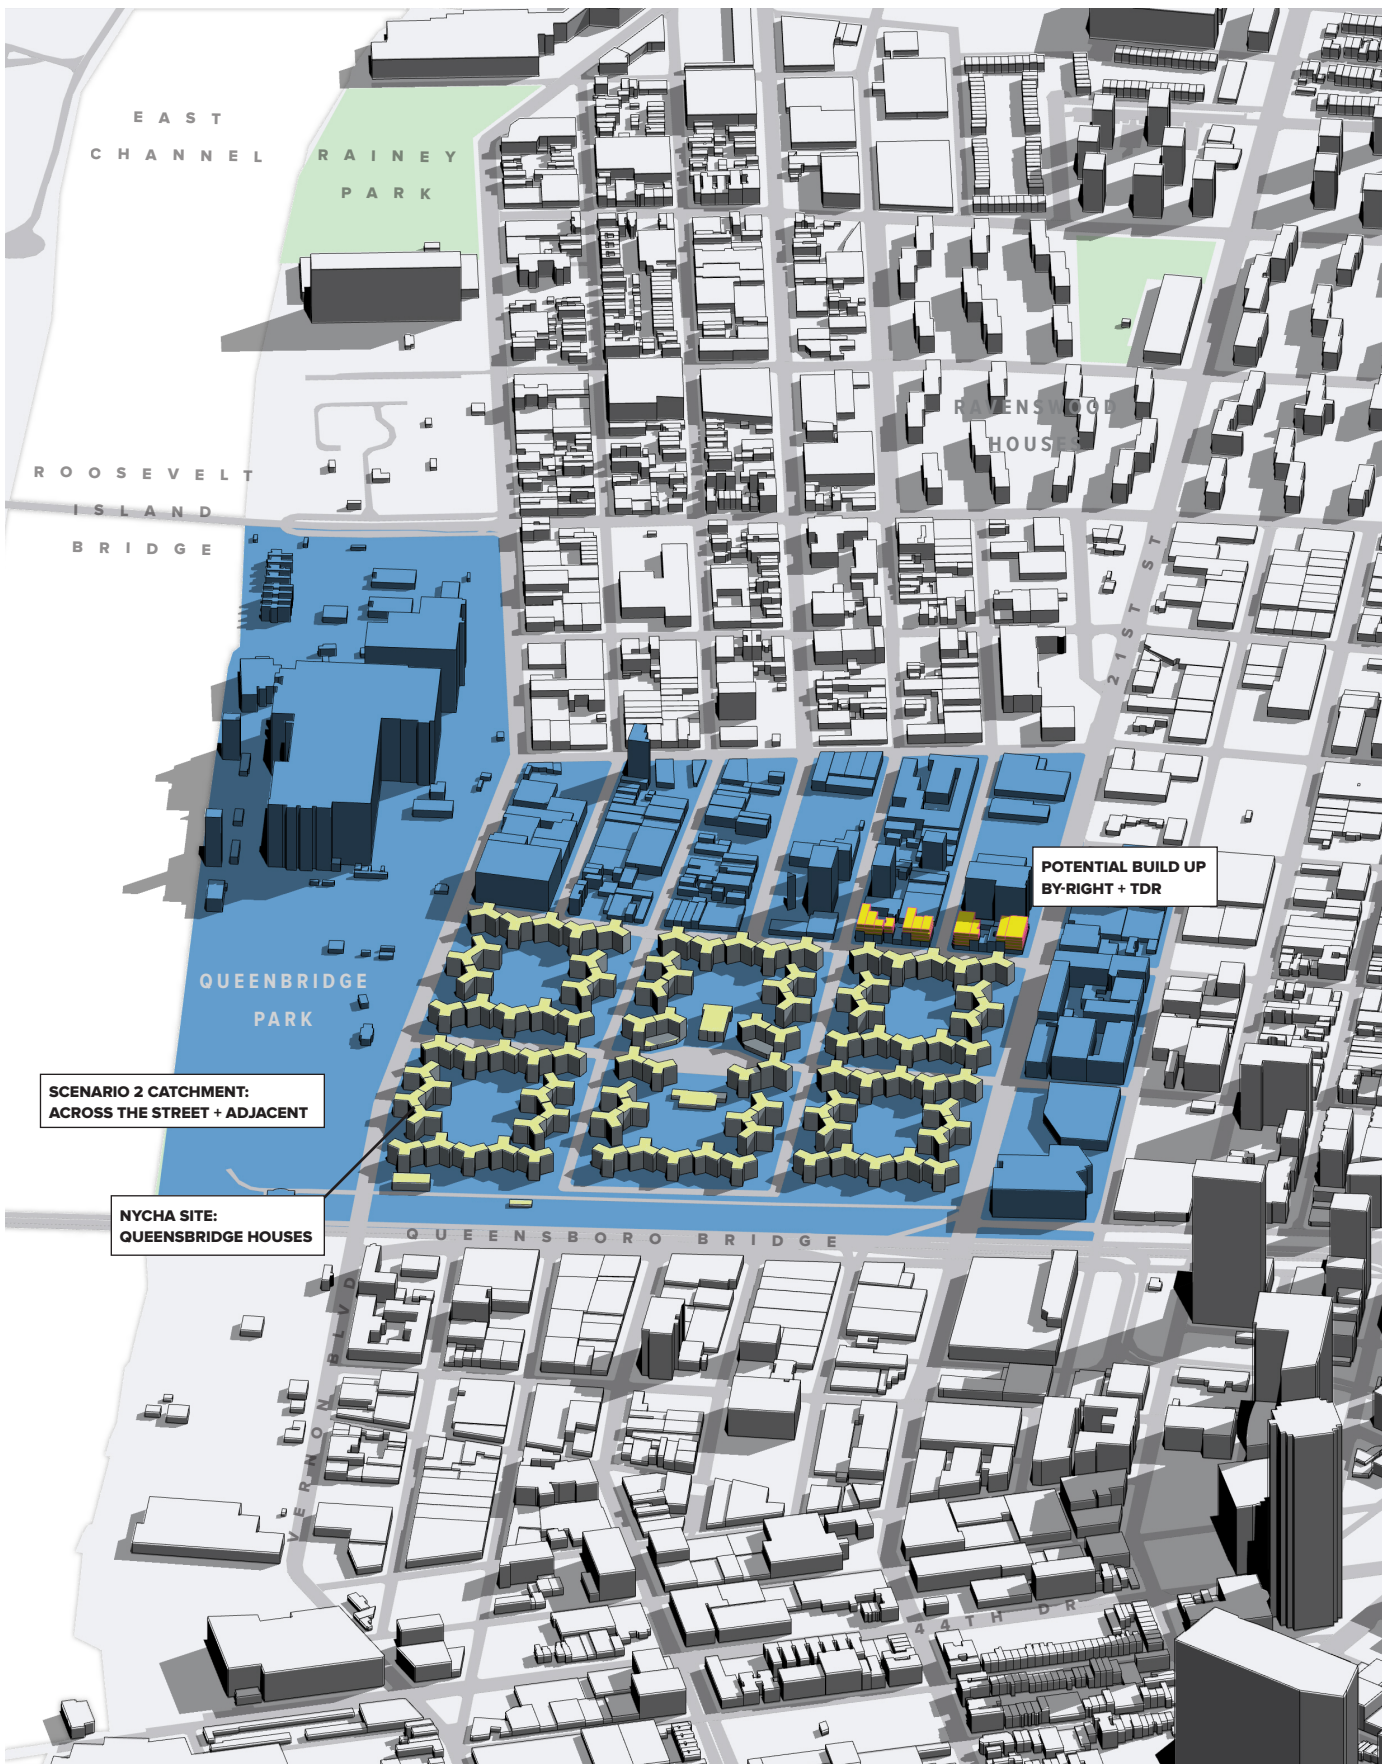 EAST
CHANNEL
RAINEY
PARK
RAVENSWOOD
HOUSES
ROOSEVELT
ISLAND
BRIDGE
21ST ST
POTENTIAL BUILD UP
BY-RIGHT + TDR
QUEENBRIDGE
PARK
SCENARIO 2 CATCHMENT:
ACROSS THE STREET + ADJACENT
NYCHA SITE:
QUEENSBRIDGE HOUSES
QUEENSBORO BRIDGE
VERNON BLVD
44TH DR